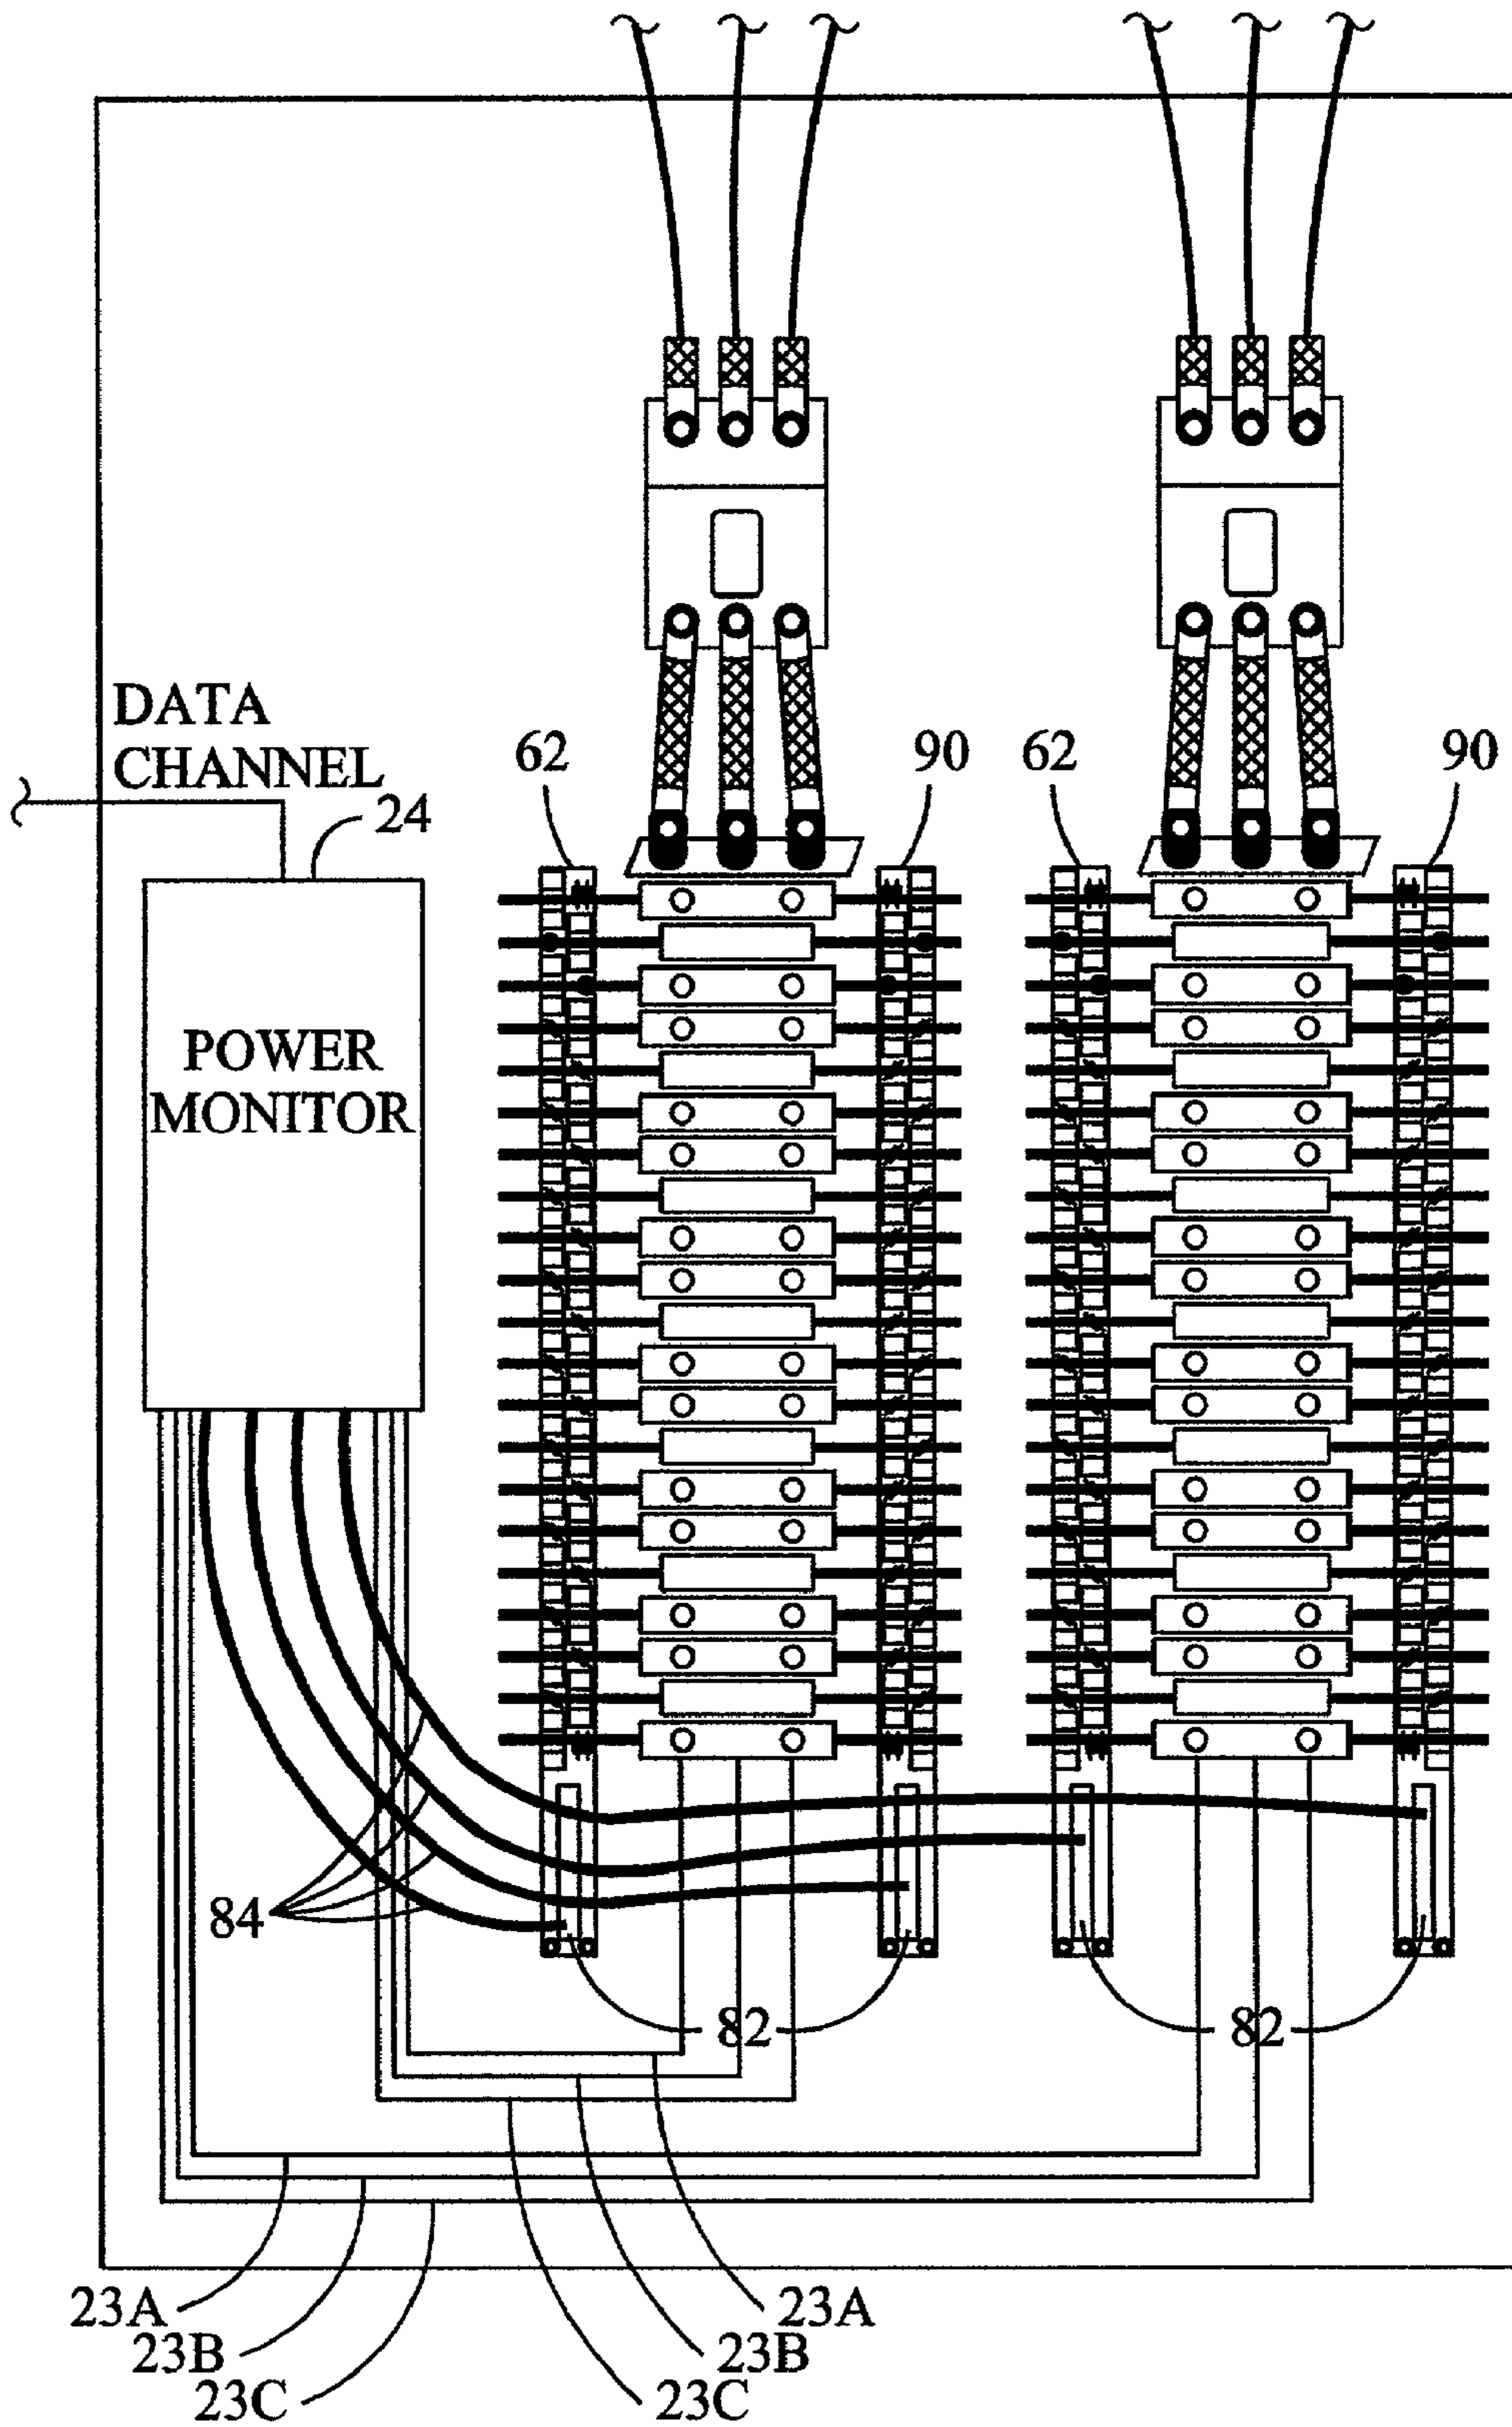 DATA
CHANNEL
62
90
62
90
24
POWER
MONITOR
84
82
82
23A
23B
23C
23A
23B
23C